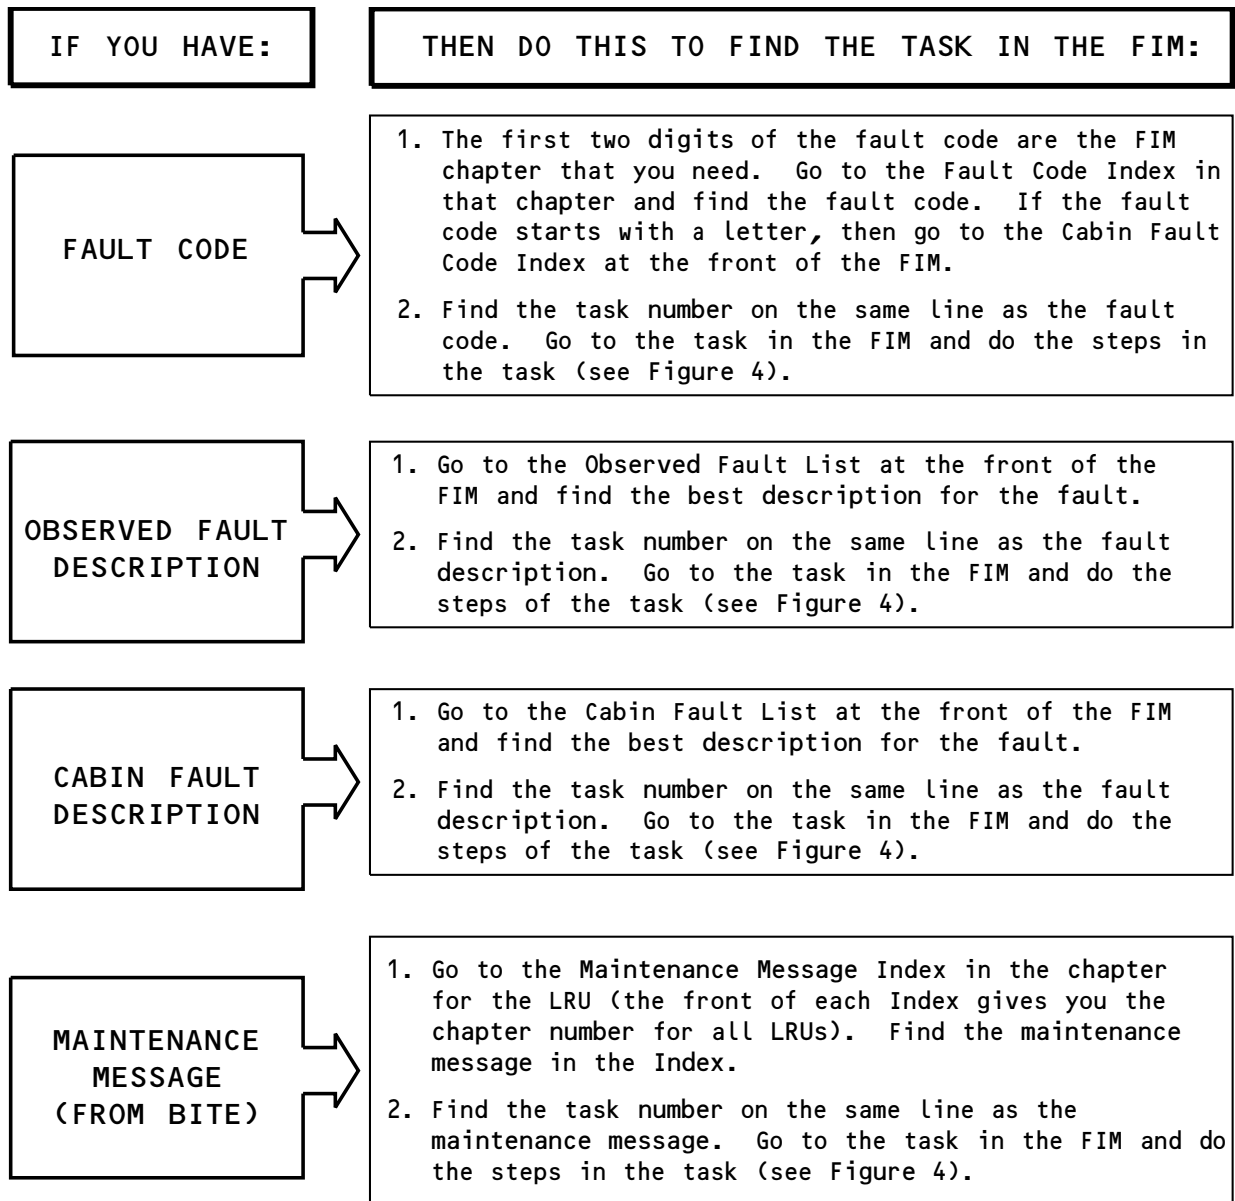 IF YOU HAVE:
THEN DO THIS TO FIND THE TASK IN THE FIM:
FAULT CODE
1. The first two digits of the fault code are the FIM
chapter that you need. Go to the Fault Code Index in
that chapter and find the fault code. If the fault
code starts with a letter, then go to the Cabin Fault
Code Index at the front of the FIM.
2. Find the task number on the same line as the fault
code. Go to the task in the FIM and do the steps in
the task (see Figure 4).
OBSERVED FAULT
DESCRIPTION
1. Go to the Observed Fault List at the front of the
FIM and find the best description for the fault.
2. Find the task number on the same line as the fault
description. Go to the task in the FIM and do the
steps of the task (see Figure 4).
CABIN FAULT
DESCRIPTION
1. Go to the Cabin Fault List at the front of the FIM
and find the best description for the fault.
2. Find the task number on the same line as the fault
description. Go to the task in the FIM and do the
steps of the task (see Figure 4).
MAINTENANCE
MESSAGE
(FROM BITE)
1. Go to the Maintenance Message Index in the chapter
for the LRU (the front of each Index gives you the
chapter number for all LRUs). Find the maintenance
message in the Index.
2. Find the task number on the same line as the
maintenance message. Go to the task in the FIM and do
the steps in the task (see Figure 4).